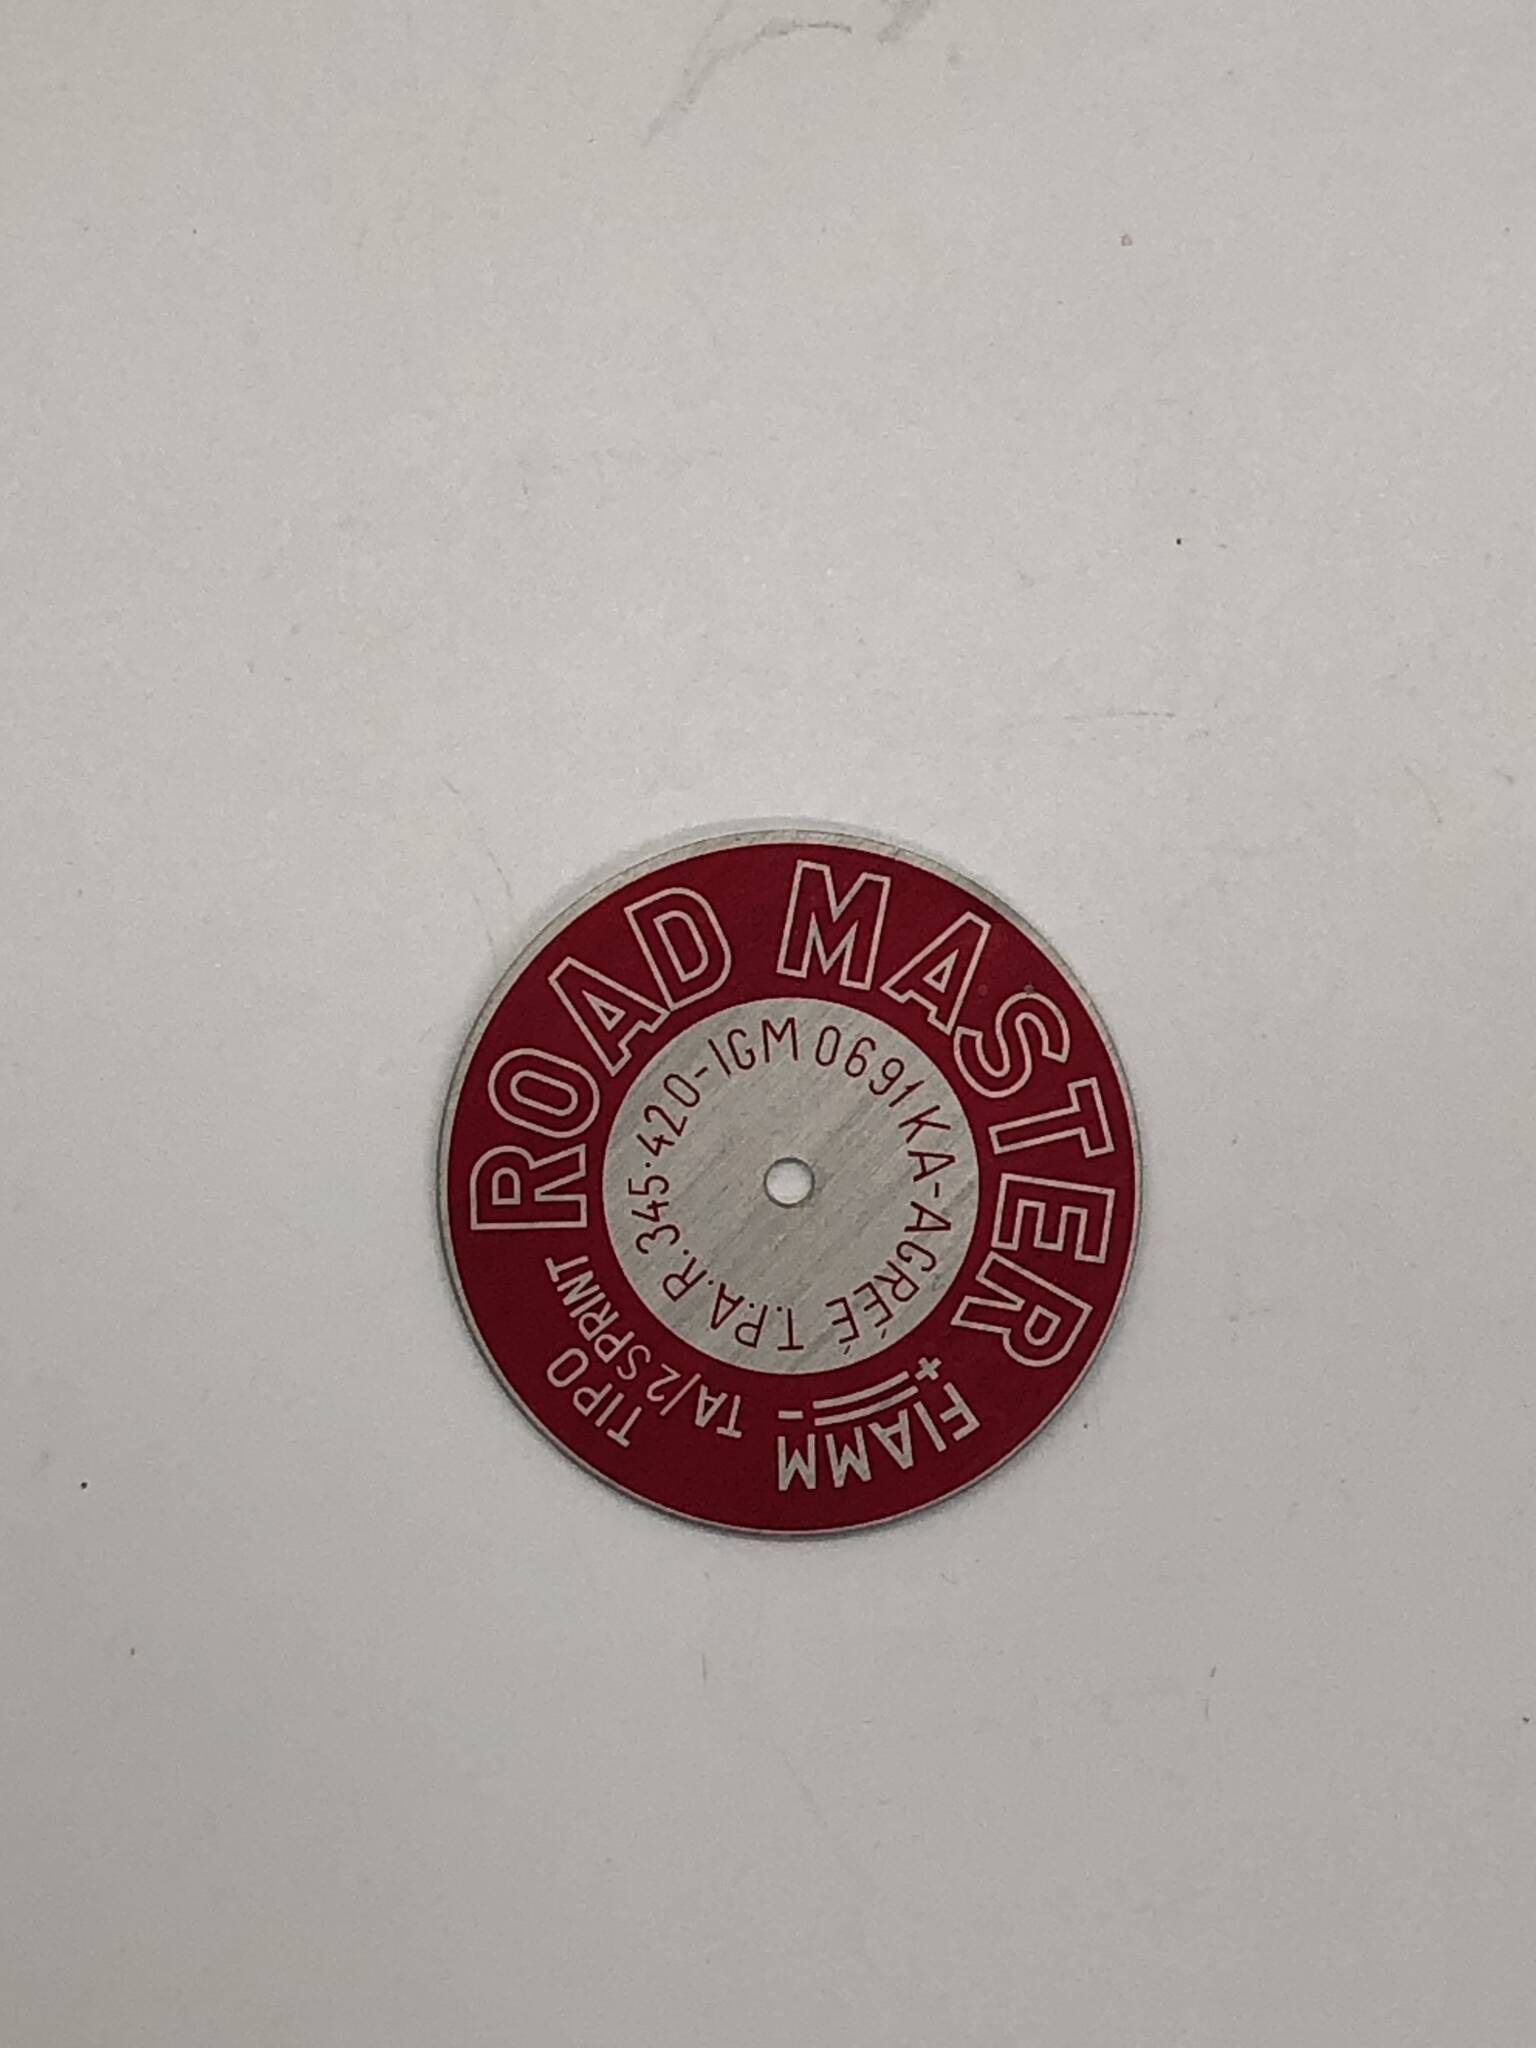 ROAD MASTER
FIAMM
- +
TIPO
TA/2 SPRINT
T.P.A.R. 345·420-IGM 0691 KA-AGRÉÉ